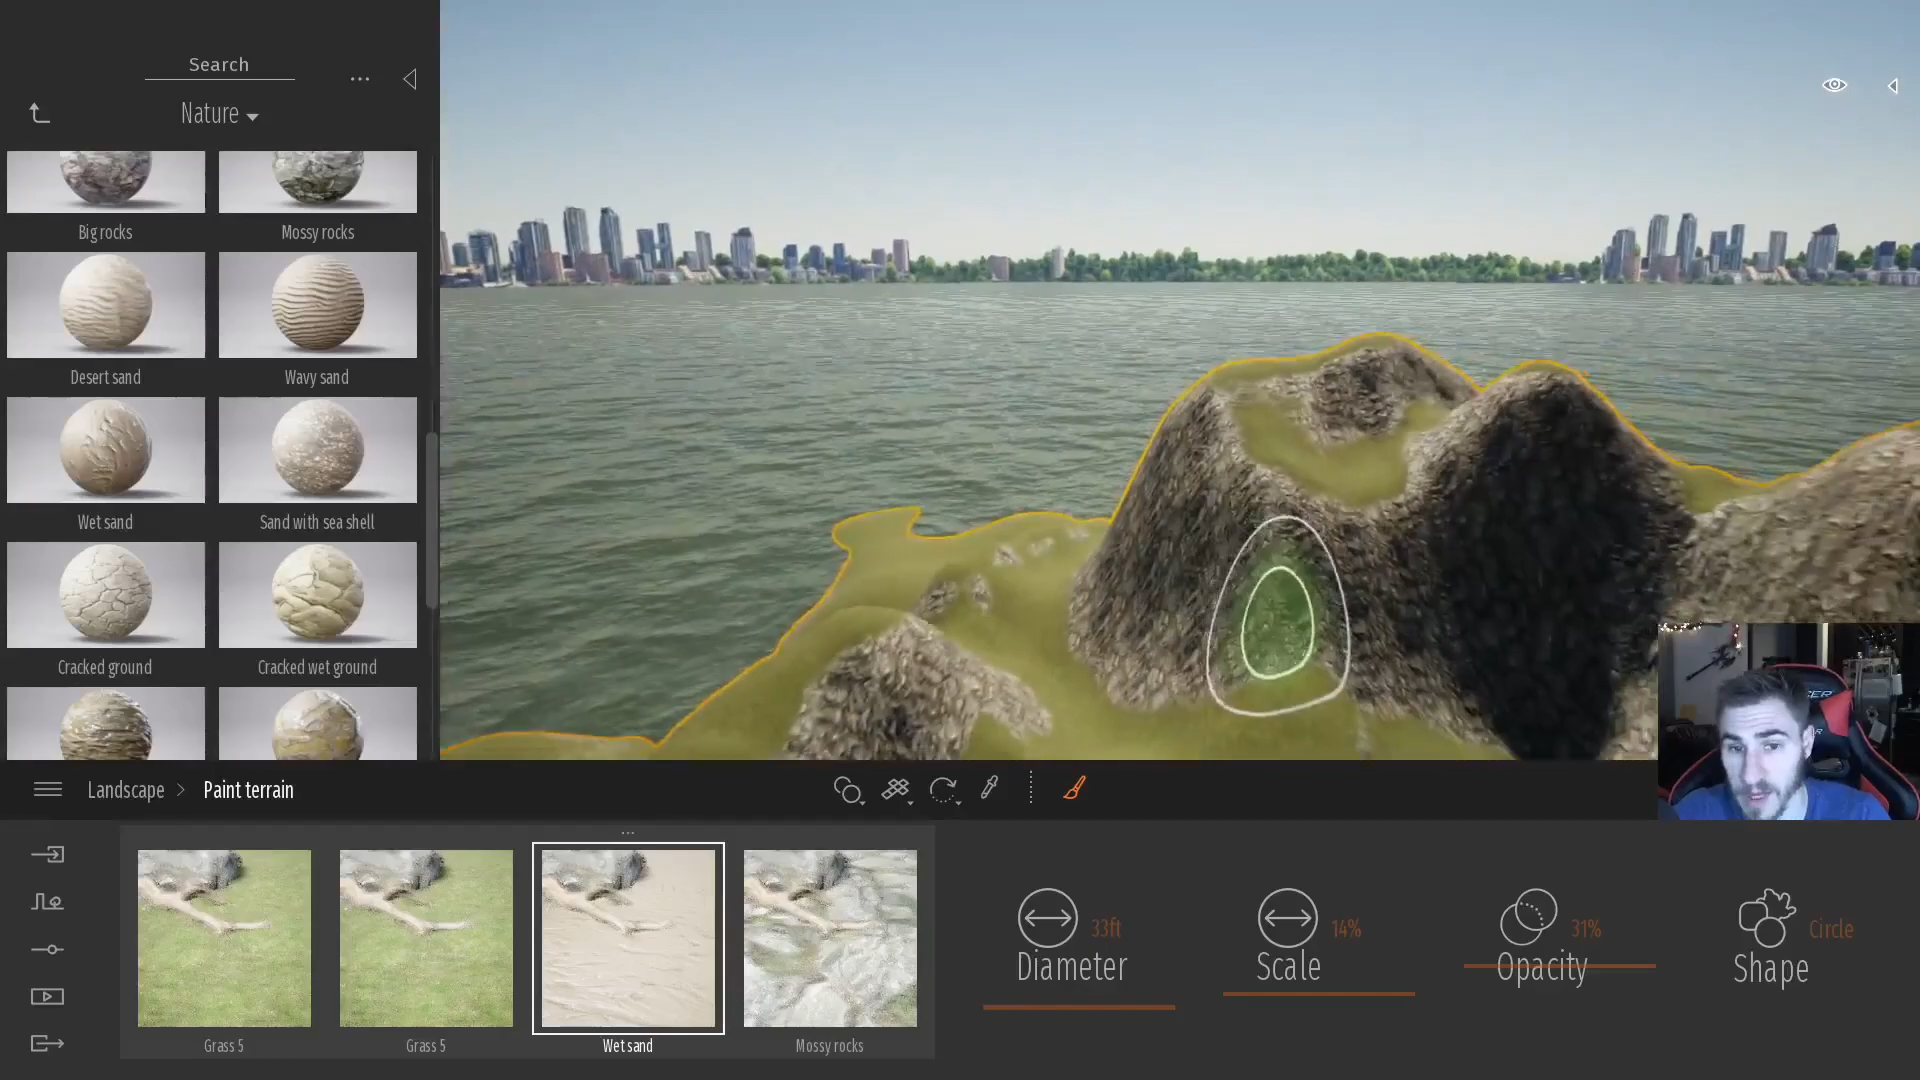 Search
Nature
Big rocks
Mossy rocks
Desert sand
Wavy sand
Wet sand
Sand with sea shell
Cracked ground
Cracked wet ground
Landscape > Paint terrain
Grass 5
Grass 5
Wet sand
Mossy rocks
33ft
Diameter
14%
Scale
31%
Opacity
Circle
Shape